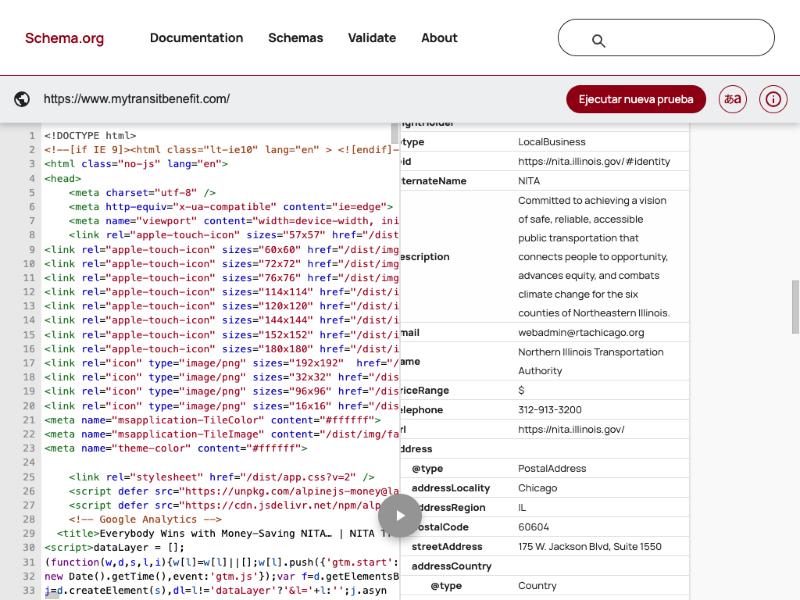 Schema.org
Documentation
Schemas
Validate
About
https://www.mytransitbenefit.com/
Ejecutar nueva prueba
あa
1 <!DOCTYPE html>
2 <!--[if IE 9]><html class="lt-ie10" lang="en" > <![endif]-
3 <html class="no-js" lang="en">
4 <head>
5 <meta charset="utf-8" />
6 <meta http-equiv="x-ua-compatible" content="ie=edge">
7 <meta name="viewport" content="width=device-width, ini
8 <link rel="apple-touch-icon" sizes="57x57" href="/dist
9 <link rel="apple-touch-icon" sizes="60x60" href="/dist/img
10 <link rel="apple-touch-icon" sizes="72x72" href="/dist/img
11 <link rel="apple-touch-icon" sizes="76x76" href="/dist/img
12 <link rel="apple-touch-icon" sizes="114x114" href="/dist/i
13 <link rel="apple-touch-icon" sizes="120x120" href="/dist/i
14 <link rel="apple-touch-icon" sizes="144x144" href="/dist/i
15 <link rel="apple-touch-icon" sizes="152x152" href="/dist/i
16 <link rel="apple-touch-icon" sizes="180x180" href="/dist/i
17 <link rel="icon" type="image/png" sizes="192x192"  href="/
18 <link rel="icon" type="image/png" sizes="32x32" href="/dis
19 <link rel="icon" type="image/png" sizes="96x96" href="/dis
20 <link rel="icon" type="image/png" sizes="16x16" href="/dis
21 <meta name="msapplication-TileColor" content="#ffffff">
22 <meta name="msapplication-TileImage" content="/dist/img/fa
23 <meta name="theme-color" content="#ffffff">
24
25 <link rel="stylesheet" href="/dist/app.css?v=2" />
26 <script defer src="https://unpkg.com/alpinejs-money@la
27 <script defer src="https://cdn.jsdelivr.net/npm/alp
28 <!-- Google Analytics -->
29 <title>Everybody Wins with Money-Saving NITA… | NITA T
30 <script>dataLayer = [];
31 (function(w,d,s,l,i){w[l]=w[l]||[];w[l].push({'gtm.start':
32 new Date().getTime(),event:'gtm.js'});var f=d.getElementsB
33 j=d.createElement(s),dl=l!='dataLayer'?'&l='+l:'';j.asyn
type LocalBusiness
id https://nita.illinois.gov/#identity
ternateName NITA
escription Committed to achieving a vision
of safe, reliable, accessible
public transportation that
connects people to opportunity,
advances equity, and combats
climate change for the six
counties of Northeastern Illinois.
mail webadmin@rtachicago.org
ame Northern Illinois Transportation
Authority
riceRange $
elephone 312-913-3200
rl https://nita.illinois.gov/
ddress
@type PostalAddress
addressLocality Chicago
addressRegion IL
postalCode 60604
streetAddress 175 W. Jackson Blvd, Suite 1550
addressCountry
@type Country